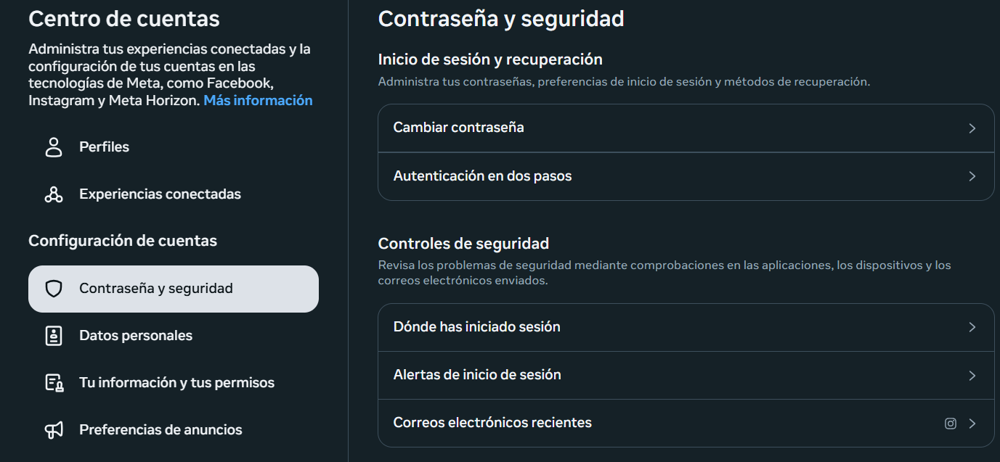 Centro de cuentas
Administra tus experiencias conectadas y la
configuración de tus cuentas en las
tecnologías de Meta, como Facebook,
Instagram y Meta Horizon. Más información
Perfiles
Experiencias conectadas
Configuración de cuentas
Contraseña y seguridad
Datos personales
Tu información y tus permisos
Preferencias de anuncios
Contraseña y seguridad
Inicio de sesión y recuperación
Administra tus contraseñas, preferencias de inicio de sesión y métodos de recuperación.
Cambiar contraseña
Autenticación en dos pasos
Controles de seguridad
Revisa los problemas de seguridad mediante comprobaciones en las aplicaciones, los dispositivos y los
correos electrónicos enviados.
Dónde has iniciado sesión
Alertas de inicio de sesión
Correos electrónicos recientes